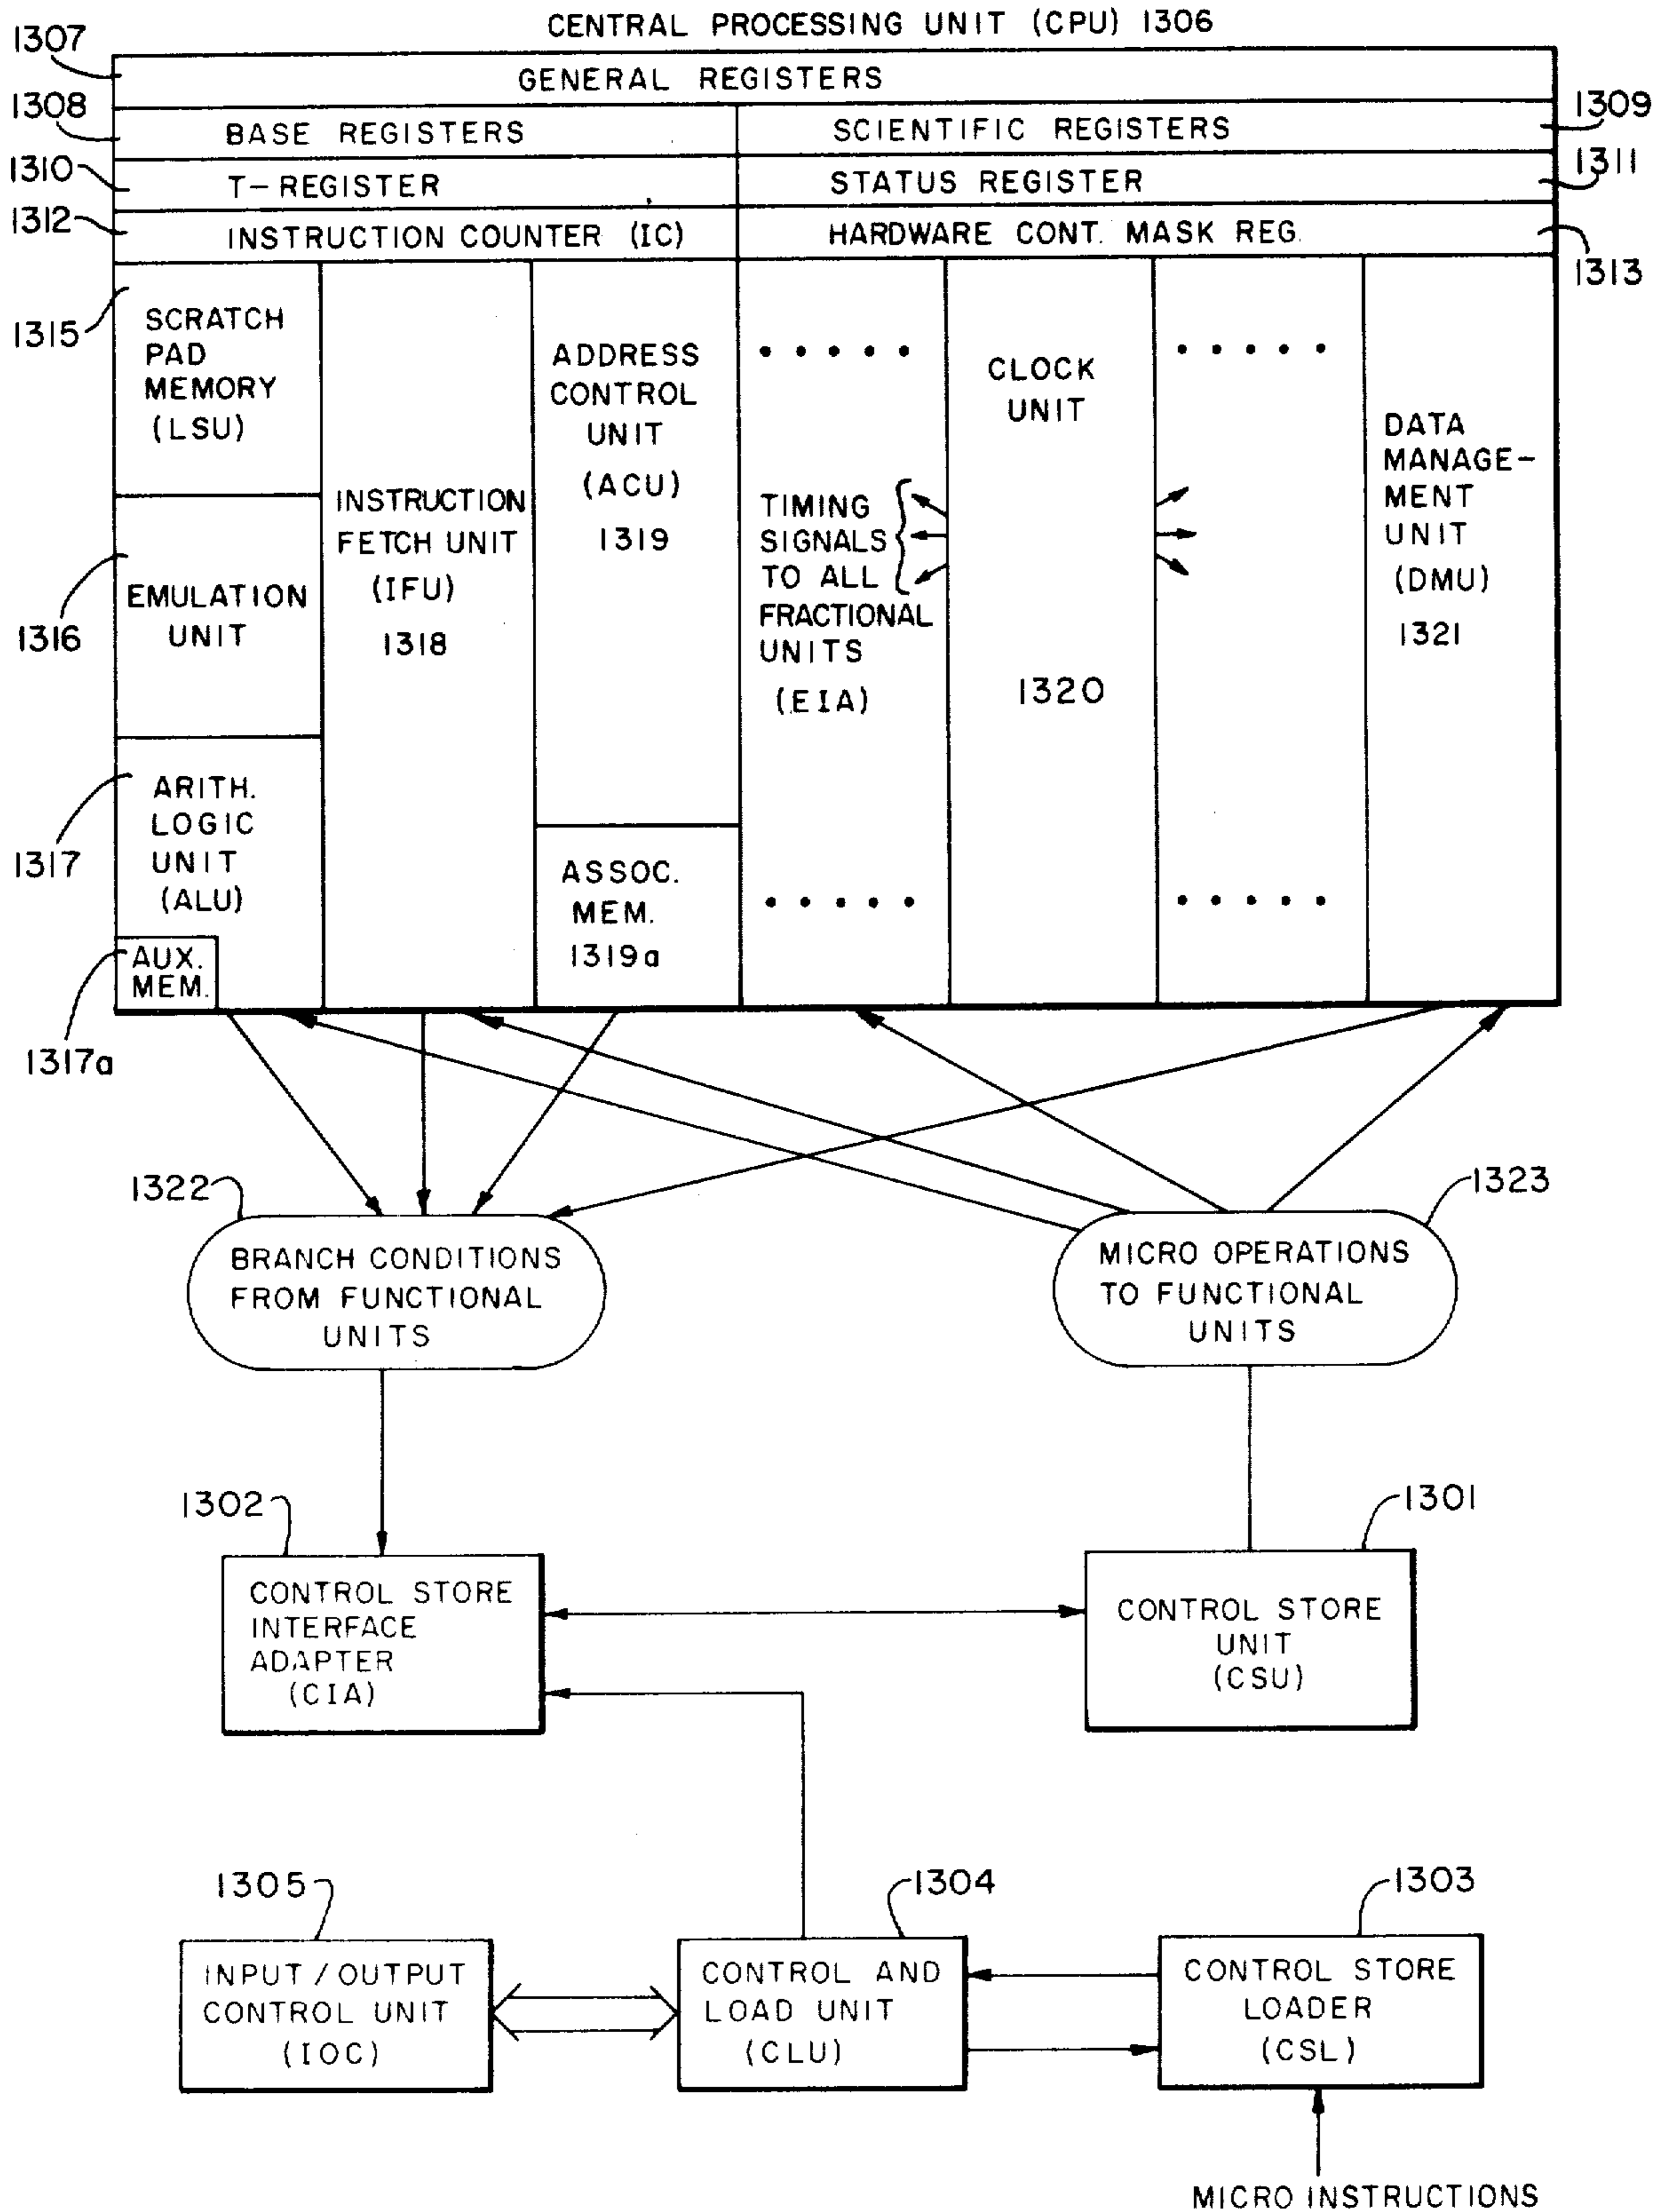 CENTRAL PROCESSING UNIT (CPU) 1306
1307
GENERAL REGISTERS
1308
BASE REGISTERS
SCIENTIFIC REGISTERS
1309
1310
T-REGISTER
STATUS REGISTER
1311
1312
INSTRUCTION COUNTER (IC)
HARDWARE CONT. MASK REG.
1313
1315
SCRATCH
PAD
MEMORY
(LSU)
1316
EMULATION
UNIT
1317
ARITH.
LOGIC
UNIT
(ALU)
AUX.
MEM.
1317a
INSTRUCTION
FETCH UNIT
(IFU)
1318
ADDRESS
CONTROL
UNIT
(ACU)
1319
ASSOC.
MEM.
1319a
.....
TIMING
SIGNALS
TO ALL
FRACTIONAL
UNITS
(EIA)
.....
CLOCK
UNIT
1320
.....
.....
DATA
MANAGE-
MENT
UNIT
(DMU)
1321
1322
BRANCH CONDITIONS
FROM FUNCTIONAL
UNITS
1323
MICRO OPERATIONS
TO FUNCTIONAL
UNITS
1302
CONTROL STORE
INTERFACE
ADAPTER
(CIA)
1301
CONTROL STORE
UNIT
(CSU)
1305
INPUT/OUTPUT
CONTROL UNIT
(IOC)
1304
CONTROL AND
LOAD UNIT
(CLU)
1303
CONTROL STORE
LOADER
(CSL)
MICRO INSTRUCTIONS